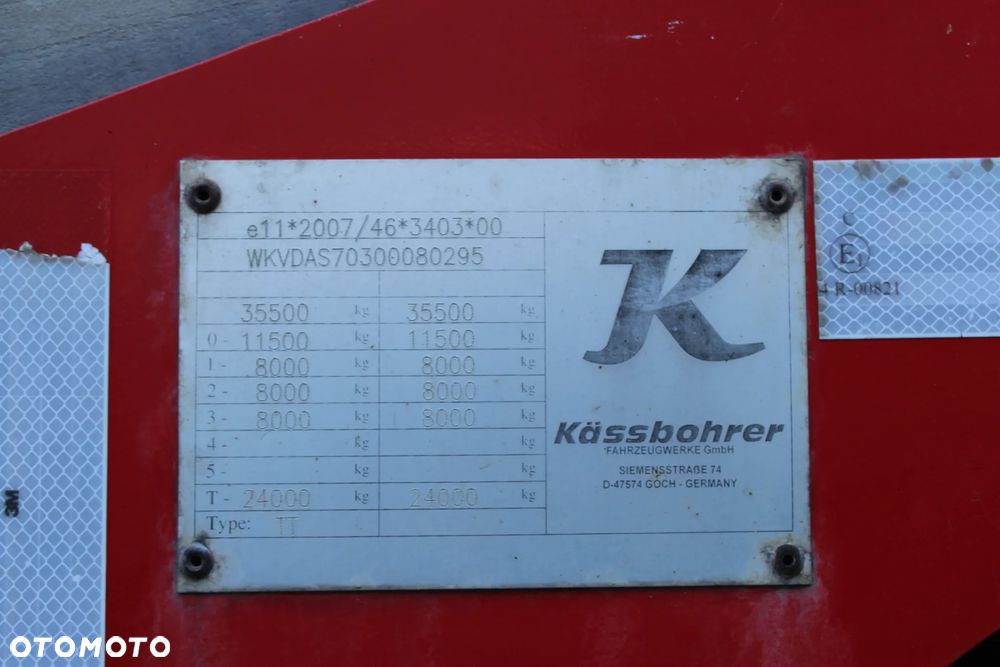 e11*2007/46*3403*00
WKVDAS70300080295
35500 kg 35500 kg
0 - 11500 kg 11500 kg
1 - 8000 kg 8000 kg
2 - 8000 kg 8000 kg
3 - 8000 kg 8000 kg
4 - kg kg
5 - kg kg
T - 24000 kg 24000 kg
Type: TT
K
Kässbohrer
FAHRZEUGWERKE GmbH
SIEMENSSTRAßE 74
D-47574 GOCH - GERMANY
C
E1
4 R-00821
3M
OTOMOTO